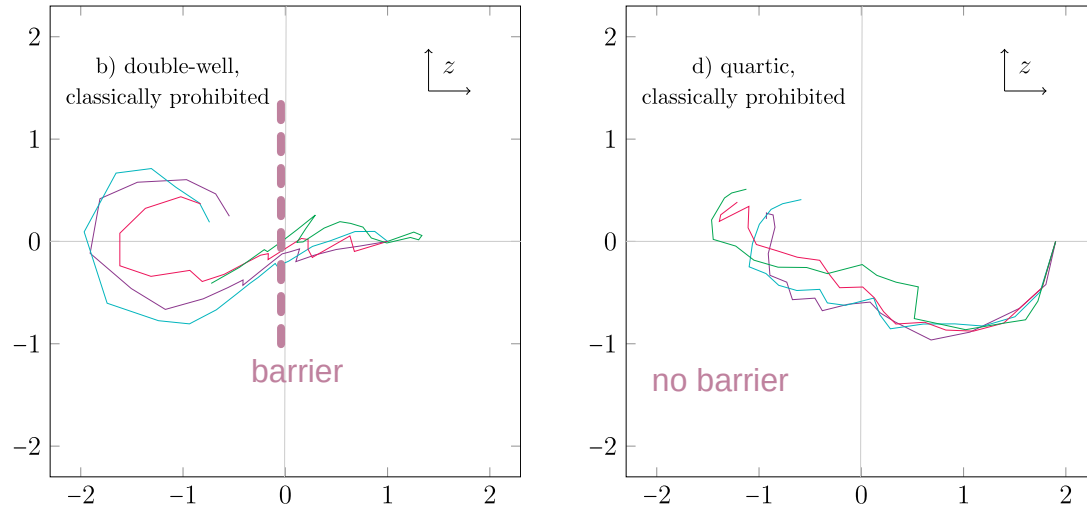 2
1
0
−1
−2
−2
−1
0
1
2
b) double-well,
classically prohibited
z
barrier
2
1
0
−1
−2
−2
−1
0
1
2
d) quartic,
classically prohibited
z
no barrier